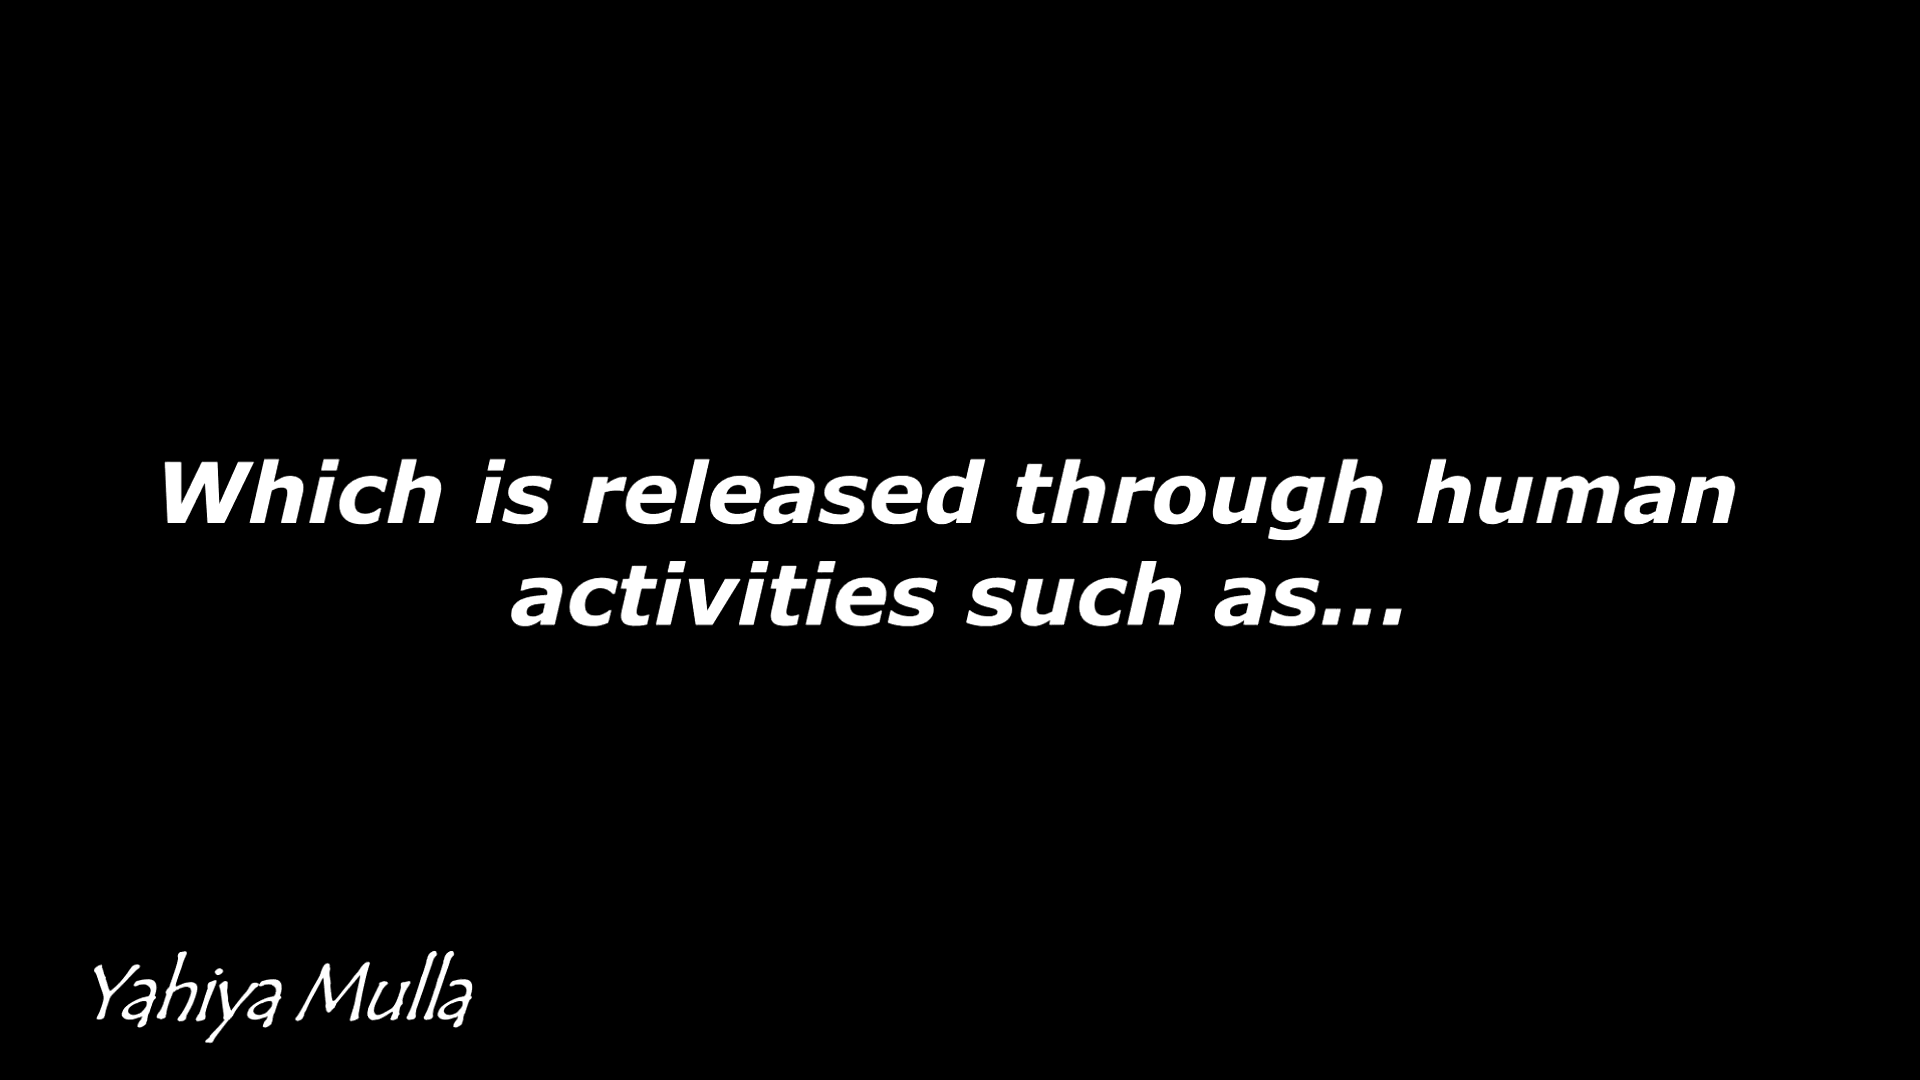 Which is released through human
activities such as...
Yahiya Mulla